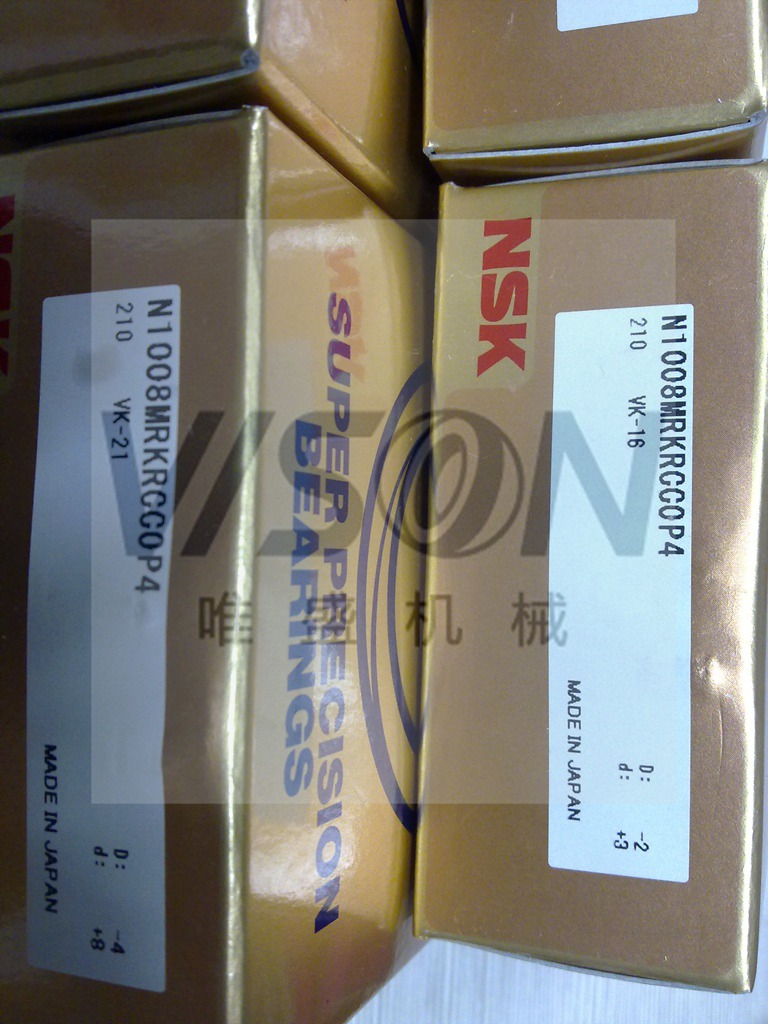 NSK
N1008MRKRCC0P4
210 VK-21
MADE IN JAPAN
D: -4
d: +8
SUPER PRECISION
BEARINGS
NSK
N1008MRKRCC0P4
210 VK-16
MADE IN JAPAN
D: -2
d: +3
VISON
唯盛机械